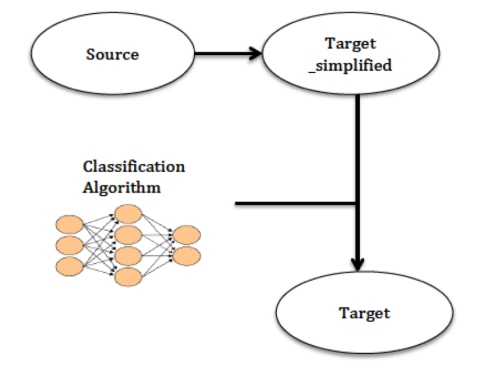 Source
Target
_simplified
Classification
Algorithm
Target